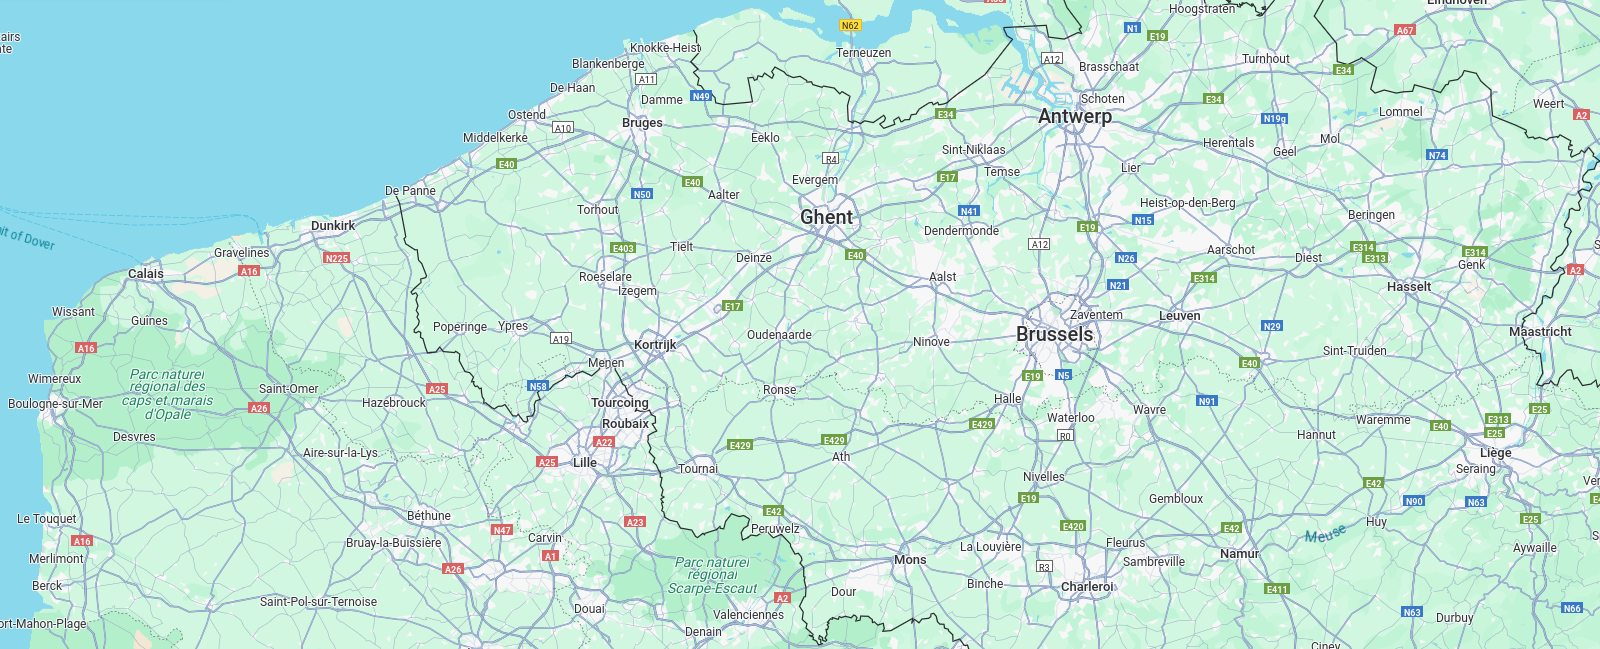 Hoogstraten
N62
N1
E19
A67
airs
Knokke-Heist
Terneuzen
A12
Brasschaat
Turnhout
E34
Blankenberge
A11
De Haan
Damme
N49
Schoten
E34
Weert
Ostend
A10
Bruges
E34
Antwerp
N19g
Lommel
A2
Middelkerke
Eeklo
Sint-Niklaas
Herentals
Mol
Geel
N74
E40
R4
Temse
Lier
De Panne
E40
N50
Aalter
Evergem
E17
Heist-op-den-Berg
Torhout
Ghent
N41
N15
Beringen
Dunkirk
Dendermonde
E19
it of Dover
Gravelines
N225
E403
Tielt
Deinze
E40
A12
N26
Aarschot
Diest
E314
E313
E314
Genk
A16
Calais
Roeselare
Izegem
Aalst
N21
E314
Hasselt
A2
Wissant
Guines
E17
Zaventem
Leuven
Poperinge
Ypres
A19
Kortrijk
Oudenaarde
Ninove
Brussels
N29
Maastricht
A16
Menen
Sint-Truiden
E40
Wimereux
Parc naturel
régional des
caps et marais
d'Opale
Saint-Omer
A25
N58
Ronse
E19
N5
Boulogne-sur-Mer
A26
Hazebrouck
Tourcoing
Roubaix
Halle
Waterloo
Wavre
N91
E25
Desvres
A22
E429
E429
E429
R0
Hannut
Waremme
E40
E313
E25
Aire-sur-la-Lys
A25
Lille
Tournai
Ath
Liège
Seraing
Nivelles
Gembloux
E42
E19
N90
N63
Le Touquet
Béthune
N47
A23
E42
Peruwelz
E420
E42
Meuse
Huy
E25
A16
Bruay-la-Buissière
Carvin
A1
Merlimont
La Louvière
Fleurus
Namur
Aywaille
Berck
A26
Parc naturel
régional
Scarpe-Escaut
Mons
R3
Sambreville
Binche
Charleroi
Dour
E411
Saint-Pol-sur-Ternoise
Douai
A2
Valenciennes
N63
Durbuy
N66
ort-Mahon-Plage
Denain